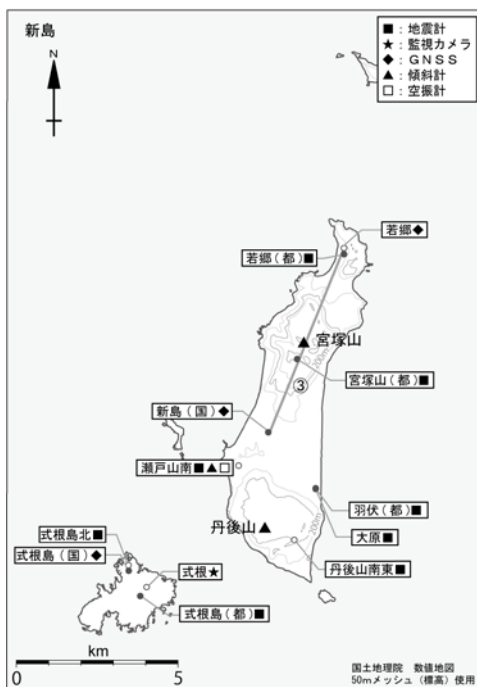 新島
N
■：地震計
★：監視カメラ
◆：GNSS
▲：傾斜計
□：空振計
若郷◆
若郷(都)■
宮塚山
宮塚山(都)■
③
200m
新島(国)◆
瀬戸山南■▲□
羽伏(都)■
丹後山
200m
大原■
式根島北■
式根島(国)◆
式根★
丹後山南東■
式根島(都)■
km
0
5
国土地理院 数値地図
50mメッシュ(標高)使用